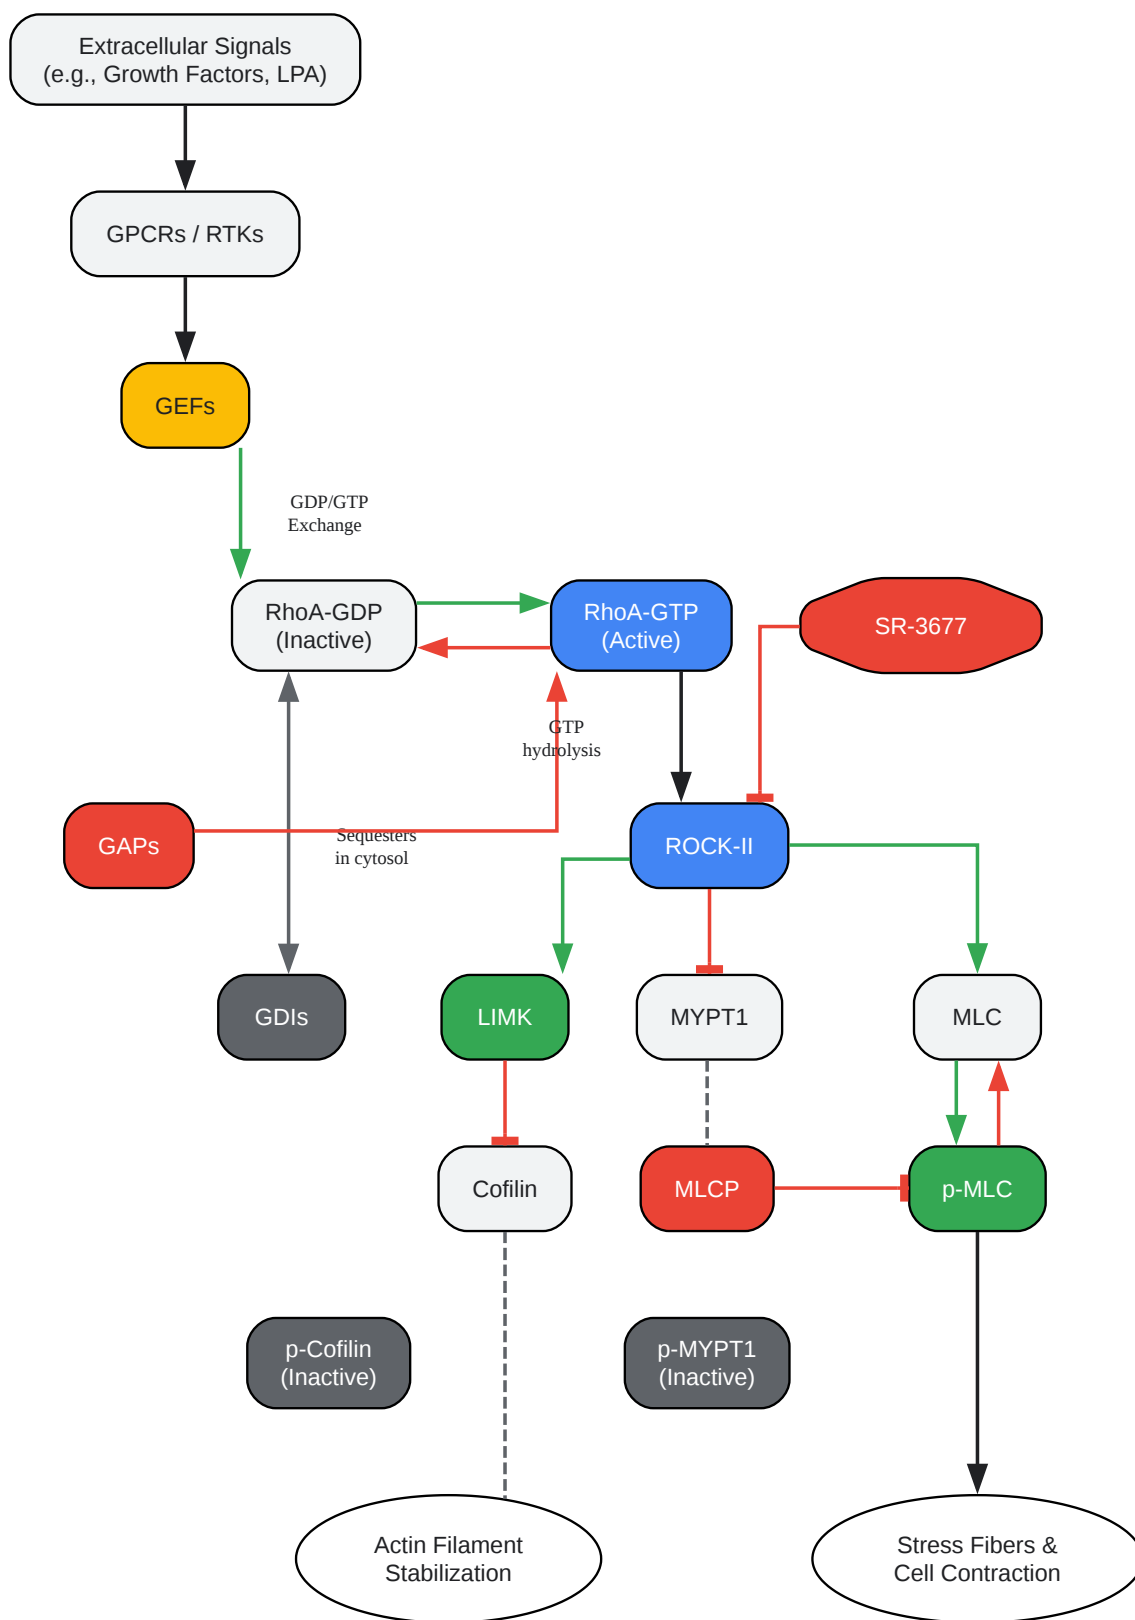 Extracellular Signals
(e.g., Growth Factors, LPA)
GPCRs / RTKs
GEFs
GDP/GTP
Exchange
RhoA-GDP
(Inactive)
RhoA-GTP
(Active)
SR-3677
GTP
hydrolysis
GAPs
Sequesters
in cytosol
ROCK-II
GDIs
LIMK
MYPT1
MLC
Cofilin
MLCP
p-MLC
p-Cofilin
(Inactive)
p-MYPT1
(Inactive)
Actin Filament
Stabilization
Stress Fibers &
Cell Contraction